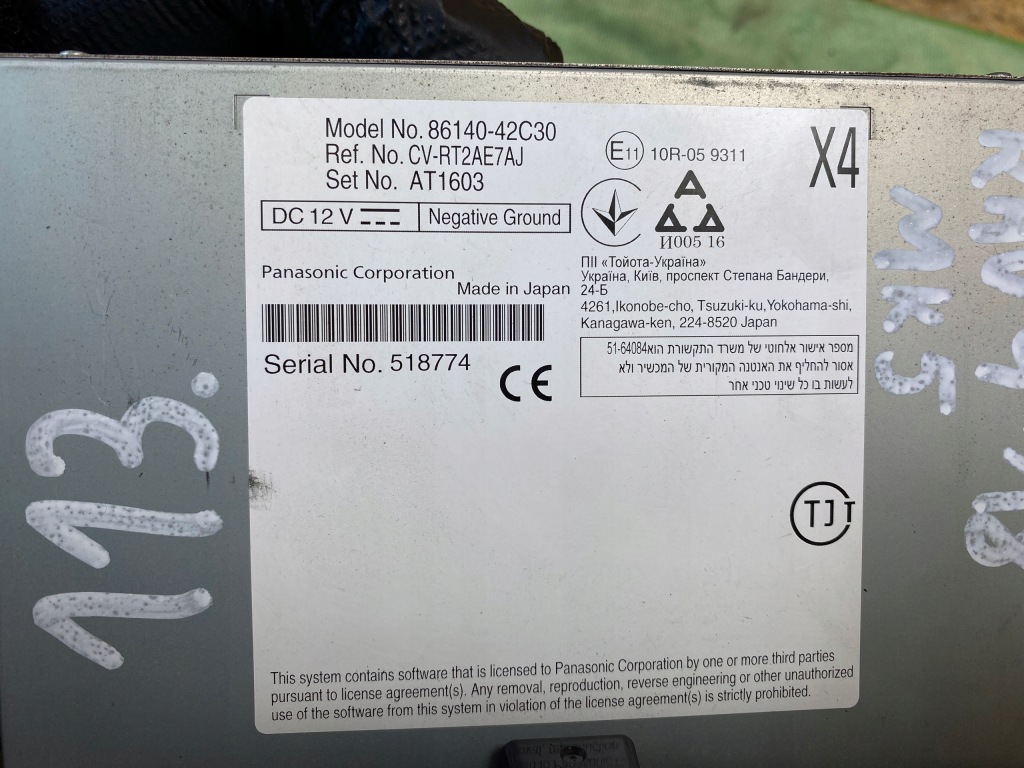 Model No. 86140-42C30
Ref. No. CV-RT2AE7AJ
Set No. AT1603
E11 10R-05 9311
X4
DC 12 V
Negative Ground
И005 16
Panasonic Corporation
Made in Japan
ПІІ «Тойота-Україна»
Україна, Київ, проспект Степана Бандери,
24-Б
4261,Ikonobe-cho, Tsuzuki-ku,Yokohama-shi,
Kanagawa-ken, 224-8520 Japan
Serial No. 518774
CE
מספר אישור אלחוטי של משרד התקשורת הוא51-64084
אסור להחליף את האנטנה המקורית של המכשיר ולא
לעשות בו כל שינוי טכני אחר
TJT
This system contains software that is licensed to Panasonic Corporation by one or more third parties
pursuant to license agreement(s). Any removal, reproduction, reverse engineering or other unauthorized
use of the software from this system in violation of the license agreement(s) is strictly prohibited.
113.
MK5